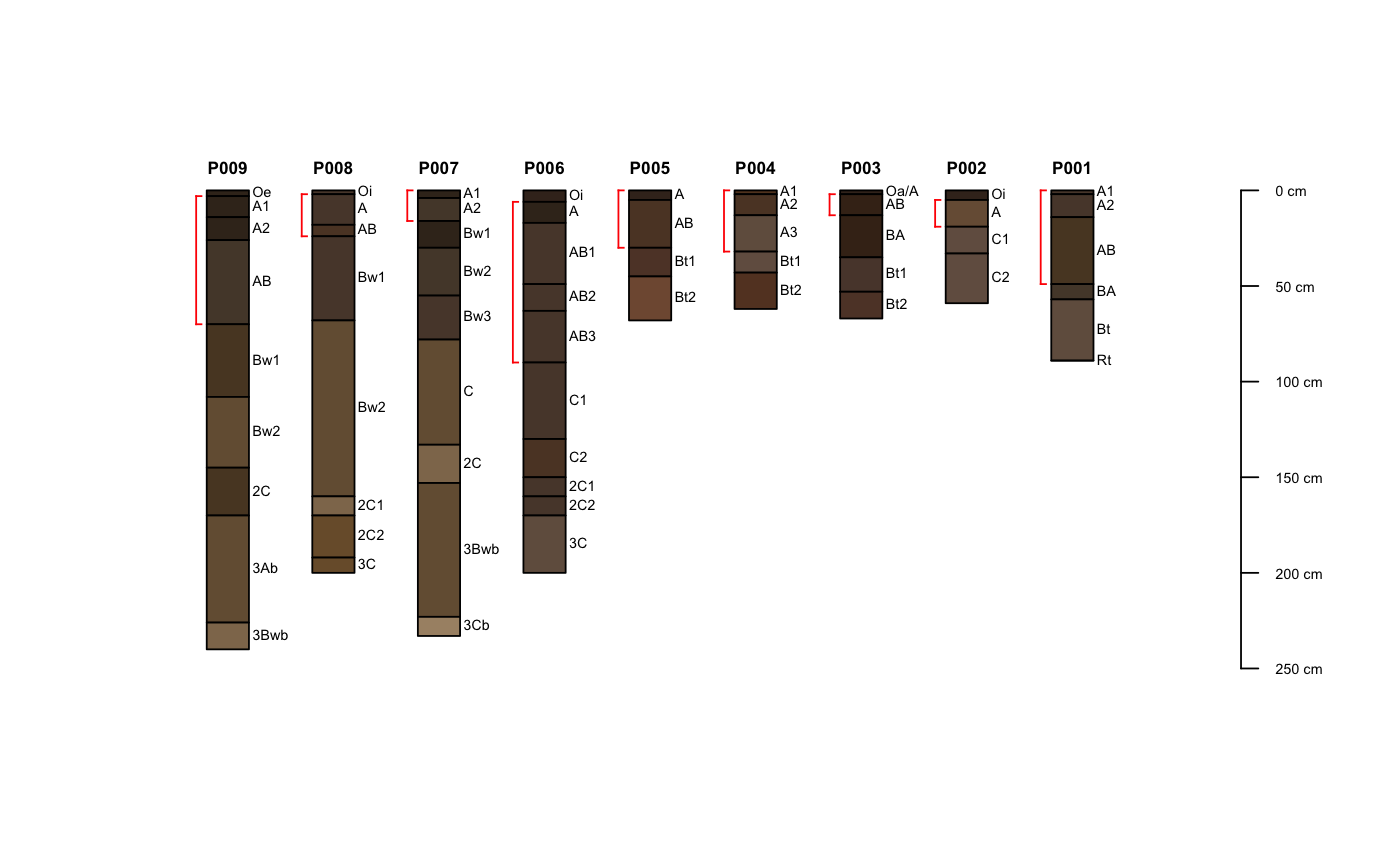 P009 P008 P007 P006 P005 P004 P003 P002 P001
Oe
A1
A2
AB
Bw1
Bw2
2C
3Ab
3Bwb
Oi
A
AB
Bw1
Bw2
2C1
2C2
3C
A1
A2
Bw1
Bw2
Bw3
C
2C
3Bwb
3Cb
Oi
A
AB1
AB2
AB3
C1
C2
2C1
2C2
3C
A
AB
Bt1
Bt2
A1
A2
A3
Bt1
Bt2
Oa/A
AB
BA
Bt1
Bt2
Oi
A
C1
C2
A1
A2
AB
BA
Bt
Rt
0 cm
50 cm
100 cm
150 cm
200 cm
250 cm